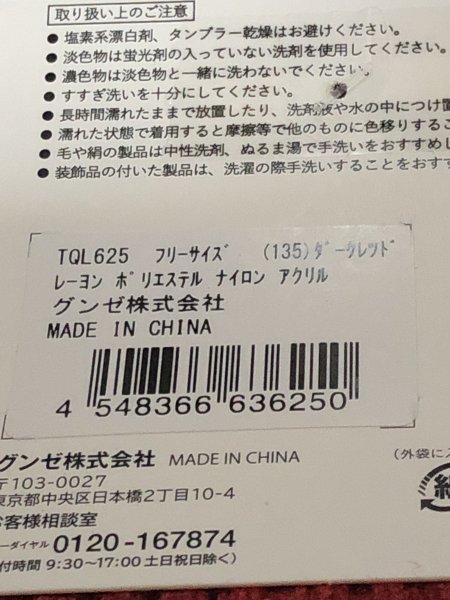 取り扱い上のご注意
● 塩素系漂白剤、タンブラー乾燥はお避けください。
● 淡色物は蛍光剤の入っていない洗剤を使用してください。
● 濃色物は淡色物と一緒に洗わないでください。
● すすぎ洗いを十分にしてください。
● 長時間濡れたままで放置したり、洗剤液や水の中につけ置
● 濡れた状態で着用すると摩擦等で他のものに色移りするこ
● 毛や絹の製品は中性洗剤、ぬるま湯で手洗いをおすすめし
● 装飾品の付いた製品は、洗濯の際手洗いすることをおすす
TQL625 フリーサイズ (135)ダークレッド
レーヨン ポリエステル ナイロン アクリル
グンゼ株式会社
MADE IN CHINA
4 548366 636250
グンゼ株式会社 MADE IN CHINA
〒103-0027
東京都中央区日本橋2丁目10-4
(外袋に入
お客様相談室
ーダイヤル 0120-167874
付時間 9:30~17:00 土日祝日除く)